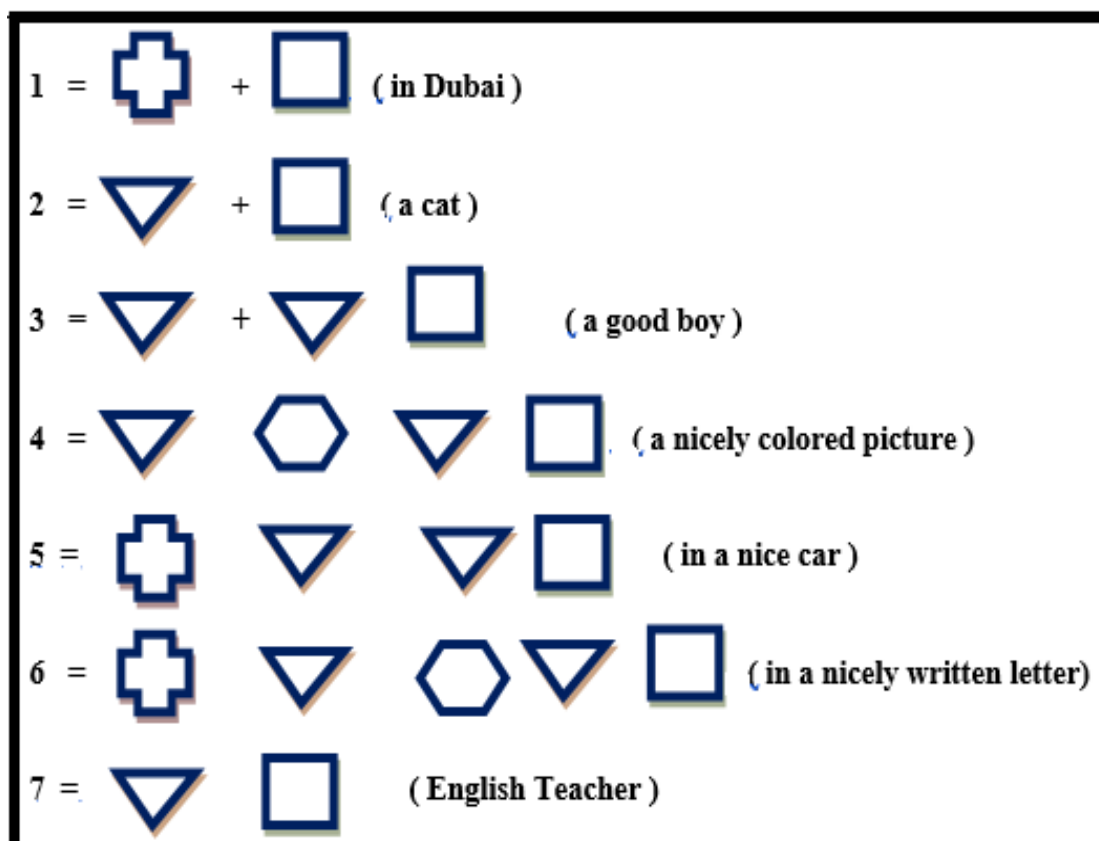 1 = + ( in Dubai )
2 = + ( a cat )
3 = + ( a good boy )
4 = ( a nicely colored picture )
5 = ( in a nice car )
6 = ( in a nicely written letter)
7 = ( English Teacher )